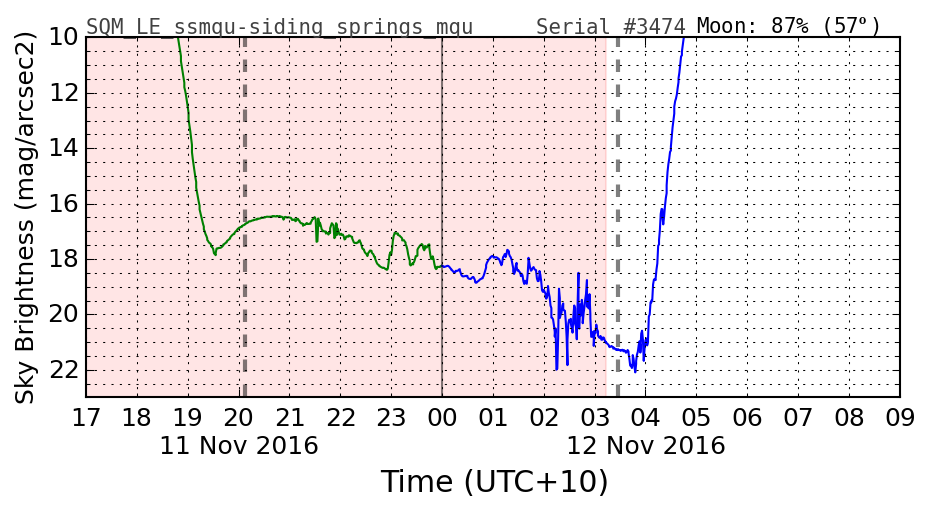 SQM_LE_ssmqu-siding_springs_mqu Serial #3474 Moon: 87% (57°)
Sky Brightness (mag/arcsec2)
10
12
14
16
18
20
22
17 18 19 20 21 22 23 00 01 02 03 04 05 06 07 08 09
11 Nov 2016 12 Nov 2016
Time (UTC+10)